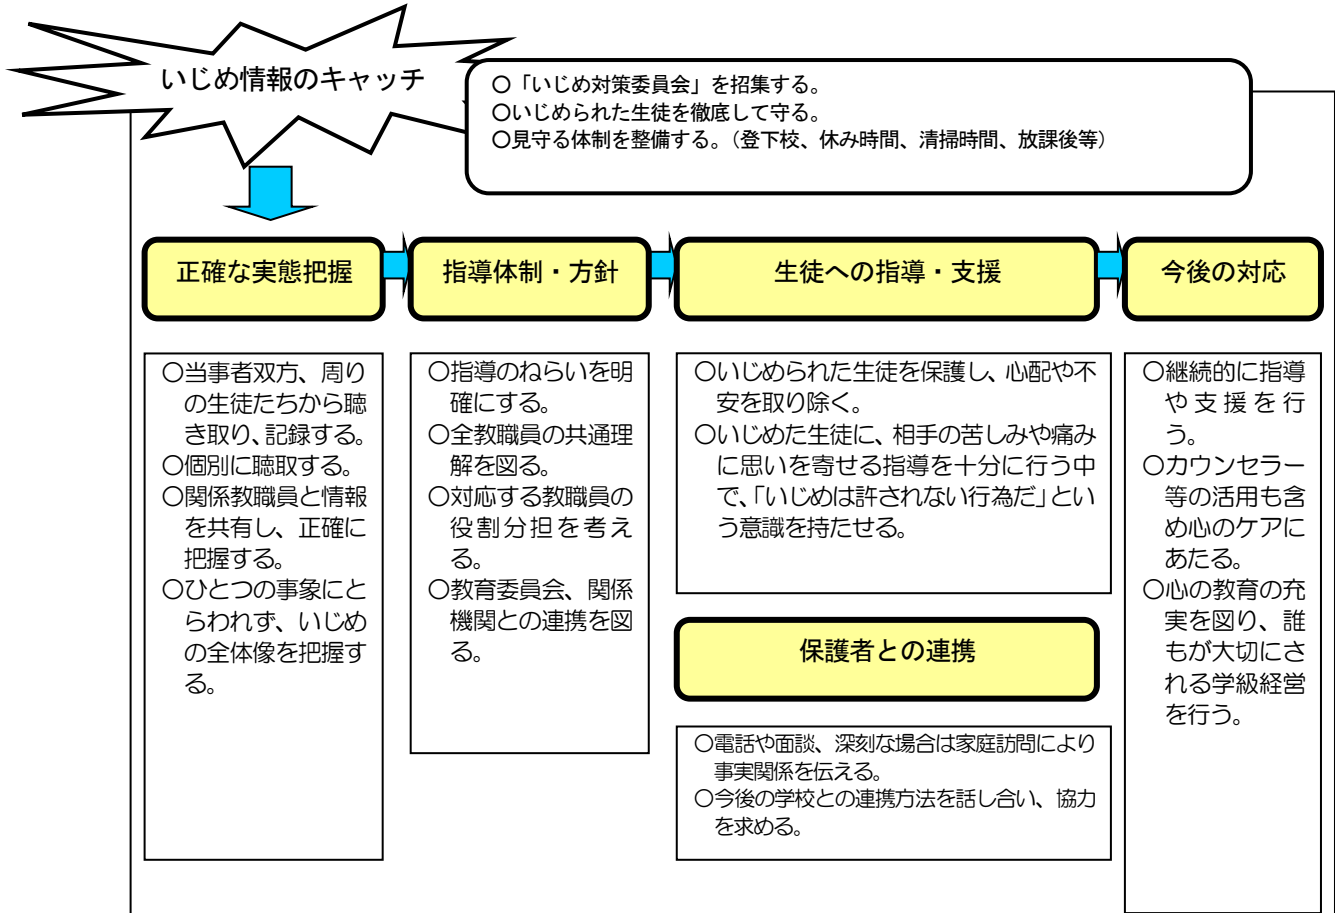 いじめ情報のキャッチ
〇「いじめ対策委員会」を招集する。
〇いじめられた生徒を徹底して守る。
〇見守る体制を整備する。（登下校、休み時間、清掃時間、放課後等）
正確な実態把握
〇当事者双方、周り
の生徒たちから聴
き取り、記録する。
〇個別に聴取する。
〇関係教職員と情報
を共有し、正確に
把握する。
〇ひとつの事象にと
らわれず、いじめ
の全体像を把握す
る。
指導体制・方針
〇指導のねらいを明
確にする。
〇全教職員の共通理
解を図る。
〇対応する教職員の
役割分担を考え
る。
〇教育委員会、関係
機関との連携を図
る。
生徒への指導・支援
〇いじめられた生徒を保護し、心配や不
安を取り除く。
〇いじめた生徒に、相手の苦しみや痛み
に思いを寄せる指導を十分に行う中
で、「いじめは許されない行為だ」とい
う意識を持たせる。
保護者との連携
〇電話や面談、深刻な場合は家庭訪問により
事実関係を伝える。
〇今後の学校との連携方法を話し合い、協力
を求める。
今後の対応
〇継続的に指導
や支援を行
う。
〇カウンセラー
等の活用も含
め心のケアに
あたる。
〇心の教育の充
実を図り、誰
もが大切にさ
れる学級経営
を行う。